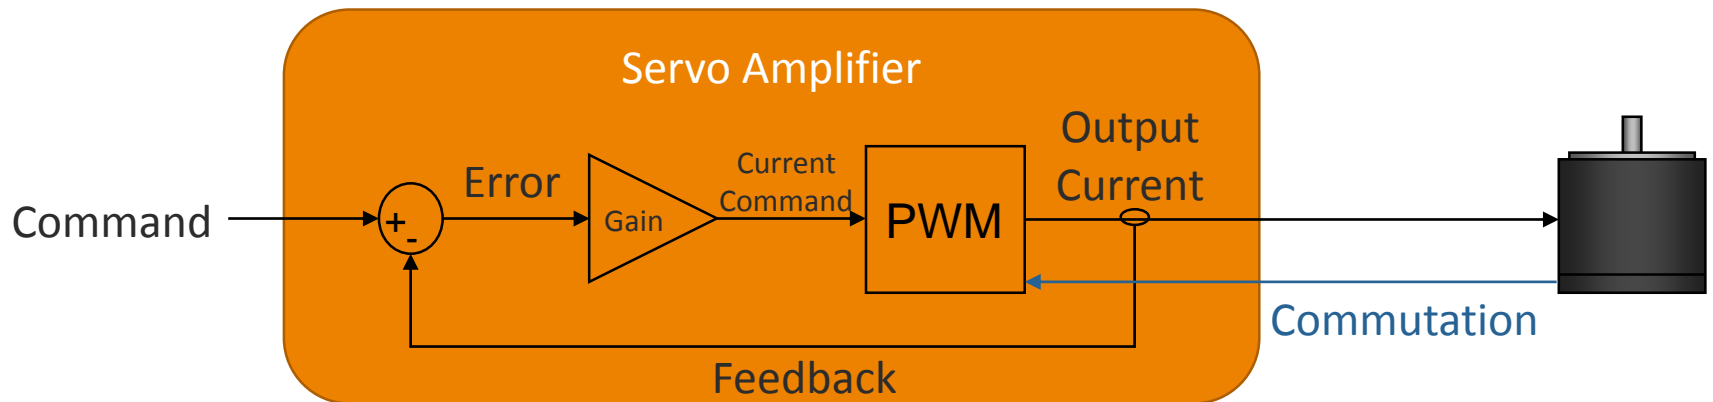 Servo Amplifier
Command
+
-
Error
Gain
Current
Command
PWM
Output
Current
Commutation
Feedback